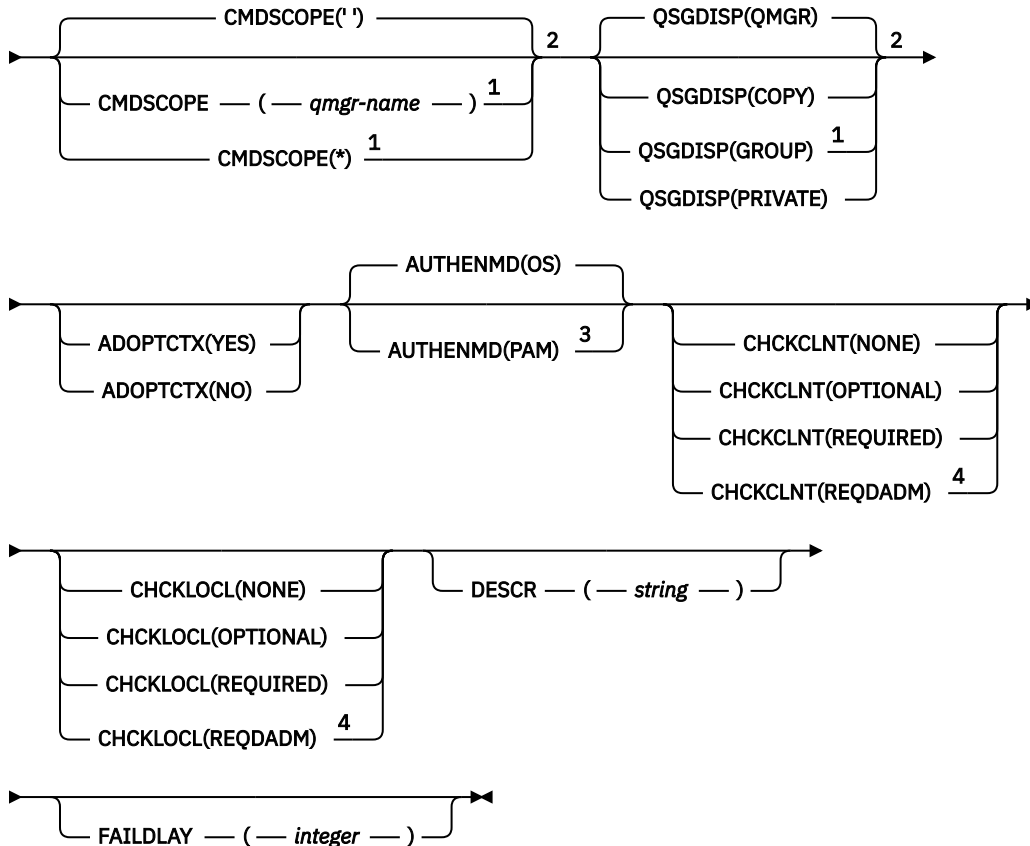 CMDSCOPE(' ')
2
CMDSCOPE ( qmgr-name ) 1
CMDSCOPE(*) 1
QSGDISP(QMGR)
2
QSGDISP(COPY)
QSGDISP(GROUP) 1
QSGDISP(PRIVATE)
ADOPTCTX(YES)
ADOPTCTX(NO)
AUTHENMD(OS)
AUTHENMD(PAM) 3
CHCKCLNT(NONE)
CHCKCLNT(OPTIONAL)
CHCKCLNT(REQUIRED)
CHCKCLNT(REQDADM) 4
CHCKLOCL(NONE)
CHCKLOCL(OPTIONAL)
CHCKLOCL(REQUIRED)
CHCKLOCL(REQDADM) 4
DESCR ( string )
FAILDLAY ( integer )